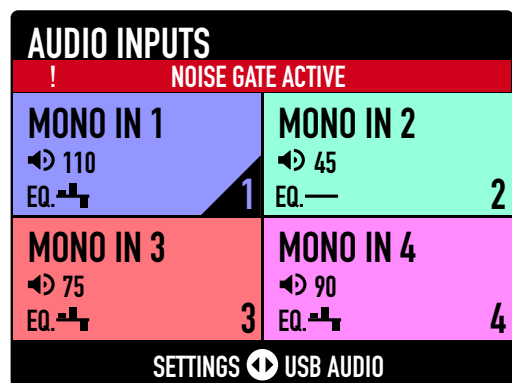 AUDIO INPUTS
! NOISE GATE ACTIVE
MONO IN 1
110
EQ.
1
MONO IN 2
45
EQ.
2
MONO IN 3
75
EQ.
3
MONO IN 4
90
EQ.
4
SETTINGS USB AUDIO